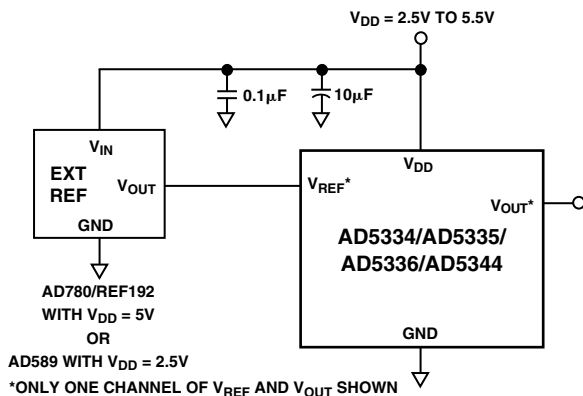 V_DD = 2.5V TO 5.5V
0.1µF
10µF
V_IN
EXT
REF
V_OUT
GND
V_REF*
V_DD
V_OUT*
AD5334/AD5335/
AD5336/AD5344
GND
AD780/REF192
WITH V_DD = 5V
OR
AD589 WITH V_DD = 2.5V
*ONLY ONE CHANNEL OF V_REF AND V_OUT SHOWN